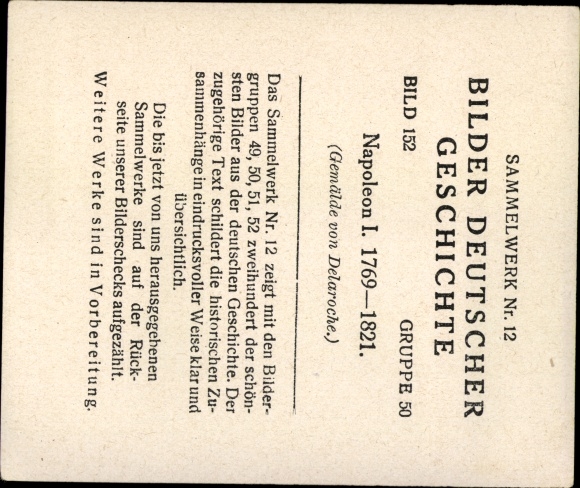 SAMMELWERK Nr. 12
BILDER DEUTSCHER
GESCHICHTE
BILD 152 GRUPPE 50
Napoleon I. 1769—1821.
(Gemälde von Delaroche.)
Das Sammelwerk Nr. 12 zeigt mit den Bilder-
gruppen 49, 50, 51, 52 zweihundert der schön-
sten Bilder aus der deutschen Geschichte. Der
zugehörige Text schildert die historischen Zu-
sammenhänge in eindrucksvoller Weise klar und
übersichtlich.
Die bis jetzt von uns herausgegebenen
Sammelwerke sind auf der Rück-
seite unserer Bilderschecks aufgezählt.
Weitere Werke sind in Vorbereitung.